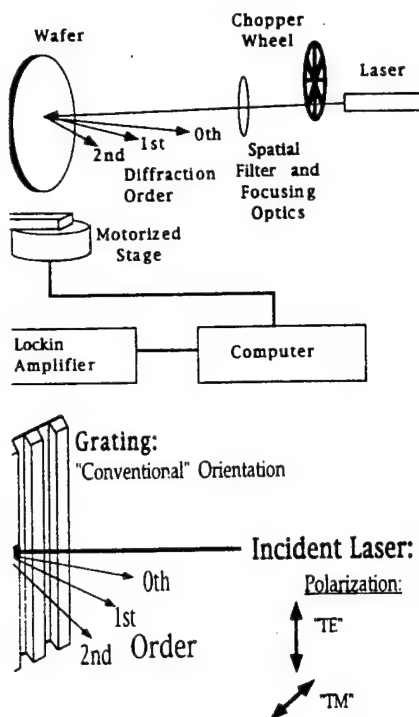 Wafer
Chopper
Wheel
Laser
0th
1st
2nd
Diffraction
Order
Spatial
Filter and
Focusing
Optics
Motorized
Stage
Lockin
Amplifier
Computer
Grating:
"Conventional" Orientation
Incident Laser:
0th
1st
2nd Order
Polarization:
"TE"
"TM"